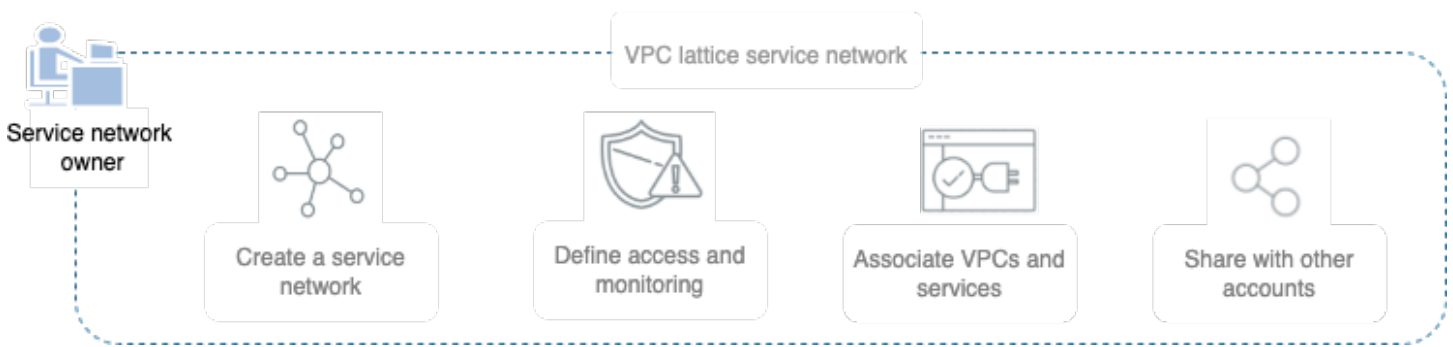 VPC lattice service network
Service network
owner
Create a service
network
Define access and
monitoring
Associate VPCs and
services
Share with other
accounts